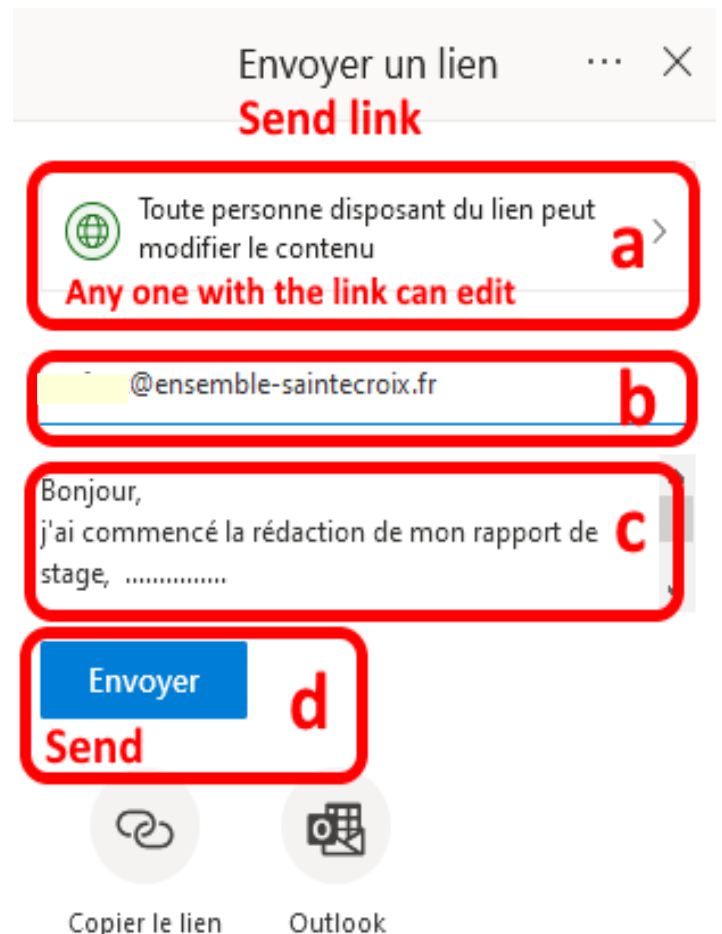 Envoyer un lien ... ×
Send link
Toute personne disposant du lien peut
modifier le contenu
a
Any one with the link can edit
@ensemble-saintecroix.fr
b
Bonjour,
j'ai commencé la rédaction de mon rapport de
stage, ...............
c
Envoyer
d
Send
Copier le lien
Outlook